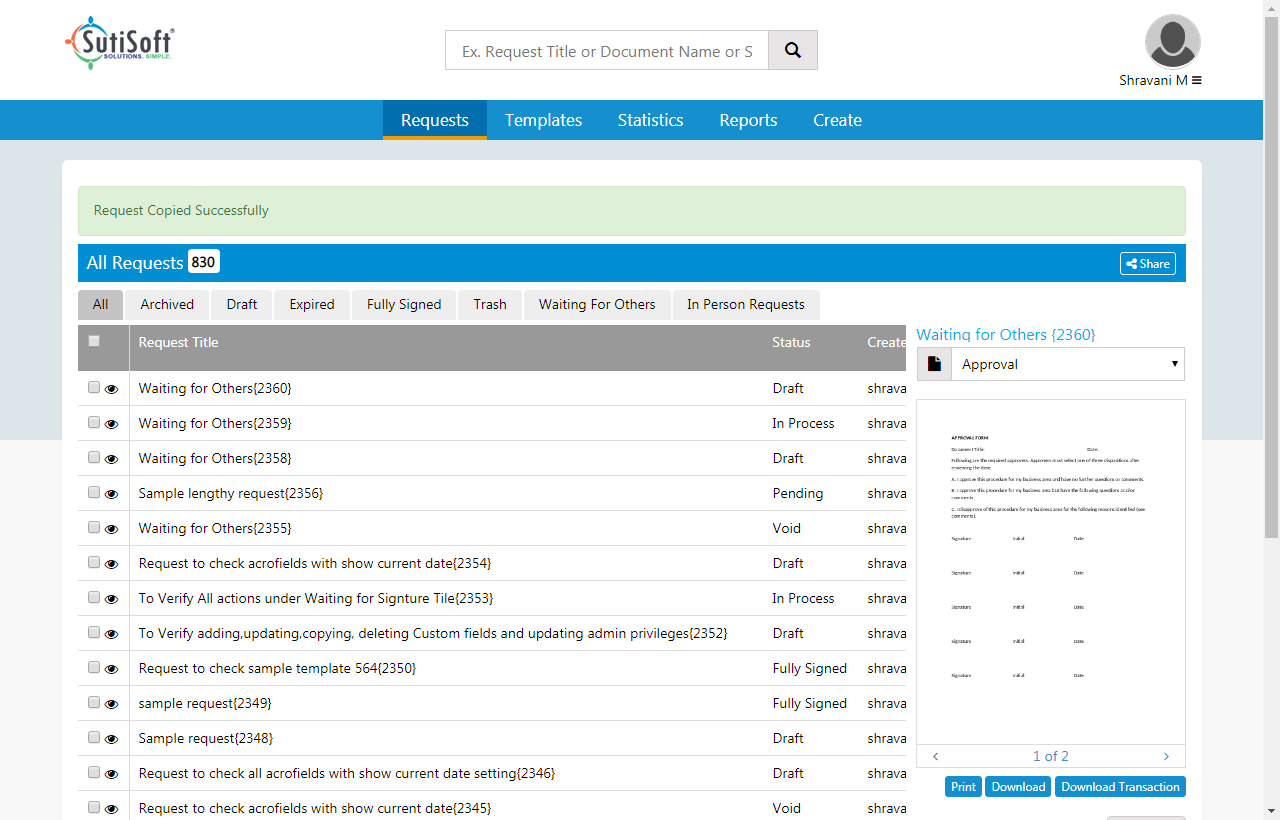 SutiSoft®
SOLUTIONS. SIMPLE.
Ex. Request Title or Document Name or S
Shravani M
Requests Templates Statistics Reports Create
Request Copied Successfully
All Requests 830
Share
All Archived Draft Expired Fully Signed Trash Waiting For Others In Person Requests
Request Title Status Create
Waiting for Others{2360} Draft shrava
Waiting for Others{2359} In Process shrava
Waiting for Others{2358} Draft shrava
Sample lengthy request{2356} Pending shrava
Waiting for Others{2355} Void shrava
Request to check acrofields with show current date{2354} Draft shrava
To Verify All actions under Waiting for Signture Tile{2353} In Process shrava
To Verify adding,updating,copying, deleting Custom fields and updating admin privileges{2352} Draft shrava
Request to check sample template 564{2350} Fully Signed shrava
sample request{2349} Fully Signed shrava
Sample request{2348} Draft shrava
Request to check all acrofields with show current date setting{2346} Draft shrava
Request to check acrofields with show current date{2345} Void shrava
Waiting for Others {2360}
Approval
APPROVAL FORM
Document Title: Date:
Following are the required approvers. Approvers must select one of three dispositions after
reviewing the item:
A. I approve this procedure for my business area and have no further questions or comments.
B. I approve this procedure for my business area but have the following questions and/or
comments.
C. I disapprove of this procedure for my business area for the following reasons identified (see
comments).
Signature Initial Date
Signature Initial Date
Signature Initial Date
Signature Initial Date
Signature Initial Date
1 of 2
Print Download Download Transaction